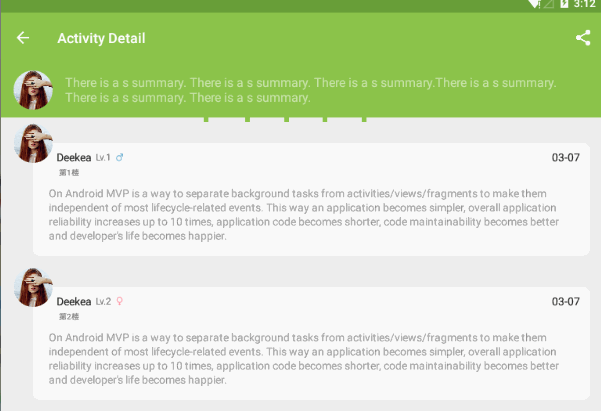 3:12
Activity Detail
There is a s summary. There is a s summary. There is a s summary.There is a s summary.
There is a s summary. There is a s summary.
Deekea Lv.1 ♂ 03-07
第1楼
On Android MVP is a way to separate background tasks from activities/views/fragments to make them
independent of most lifecycle-related events. This way an application becomes simpler, overall application
reliability increases up to 10 times, application code becomes shorter, code maintainability becomes better
and developer's life becomes happier.
Deekea Lv.2 ♀ 03-07
第2楼
On Android MVP is a way to separate background tasks from activities/views/fragments to make them
independent of most lifecycle-related events. This way an application becomes simpler, overall application
reliability increases up to 10 times, application code becomes shorter, code maintainability becomes better
and developer's life becomes happier.